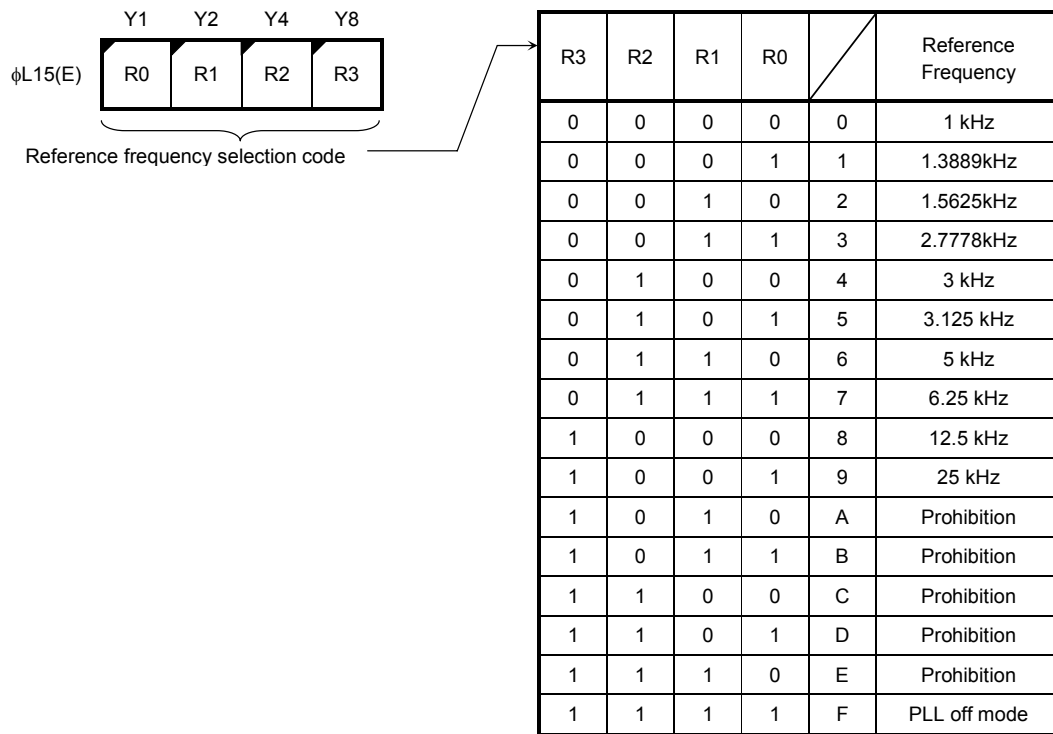 Y1 Y2 Y4 Y8
ϕL15(E) R0 R1 R2 R3
Reference frequency selection code
R3 R2 R1 R0 Reference Frequency
0 0 0 0 0 1 kHz
0 0 0 1 1 1.3889kHz
0 0 1 0 2 1.5625kHz
0 0 1 1 3 2.7778kHz
0 1 0 0 4 3 kHz
0 1 0 1 5 3.125 kHz
0 1 1 0 6 5 kHz
0 1 1 1 7 6.25 kHz
1 0 0 0 8 12.5 kHz
1 0 0 1 9 25 kHz
1 0 1 0 A Prohibition
1 0 1 1 B Prohibition
1 1 0 0 C Prohibition
1 1 0 1 D Prohibition
1 1 1 0 E Prohibition
1 1 1 1 F PLL off mode